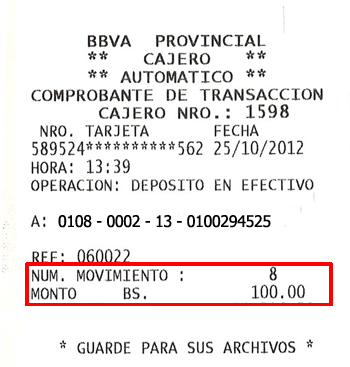 BBVA PROVINCIAL
** CAJERO **
** AUTOMATICO **
COMPROBANTE DE TRANSACCION
CAJERO NRO.: 1598
NRO. TARJETA FECHA
589524**********562 25/10/2012
HORA: 13:39
OPERACION: DEPOSITO EN EFECTIVO
A: 0108 - 0002 - 13 - 0100294525
REF: 060022
NUM. MOVIMIENTO : 8
MONTO BS. 100.00
* GUARDE PARA SUS ARCHIVOS *